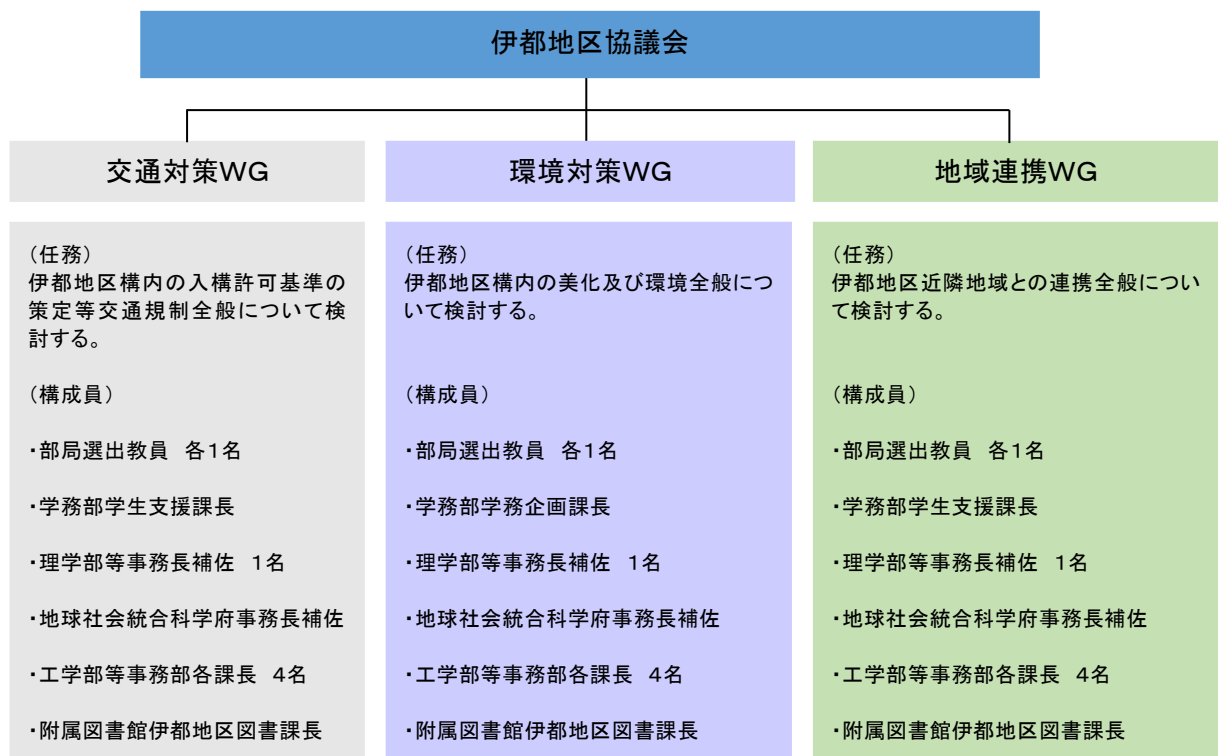 伊都地区協議会
交通対策WG
環境対策WG
地域連携WG
（任務）
伊都地区構内の入構許可基準の
策定等交通規制全般について検
討する。
（構成員）
・部局選出教員　各１名
・学務部学生支援課長
・理学部等事務長補佐　１名
・地球社会統合科学府事務長補佐
・工学部等事務部各課長　４名
・附属図書館伊都地区図書課長
（任務）
伊都地区構内の美化及び環境全般につ
いて検討する。
（構成員）
・部局選出教員　各１名
・学務部学務企画課長
・理学部等事務長補佐　１名
・地球社会統合科学府事務長補佐
・工学部等事務部各課長　４名
・附属図書館伊都地区図書課長
（任務）
伊都地区近隣地域との連携全般につい
て検討する。
（構成員）
・部局選出教員　各１名
・学務部学生支援課長
・理学部等事務長補佐　１名
・地球社会統合科学府事務長補佐
・工学部等事務部各課長　４名
・附属図書館伊都地区図書課長